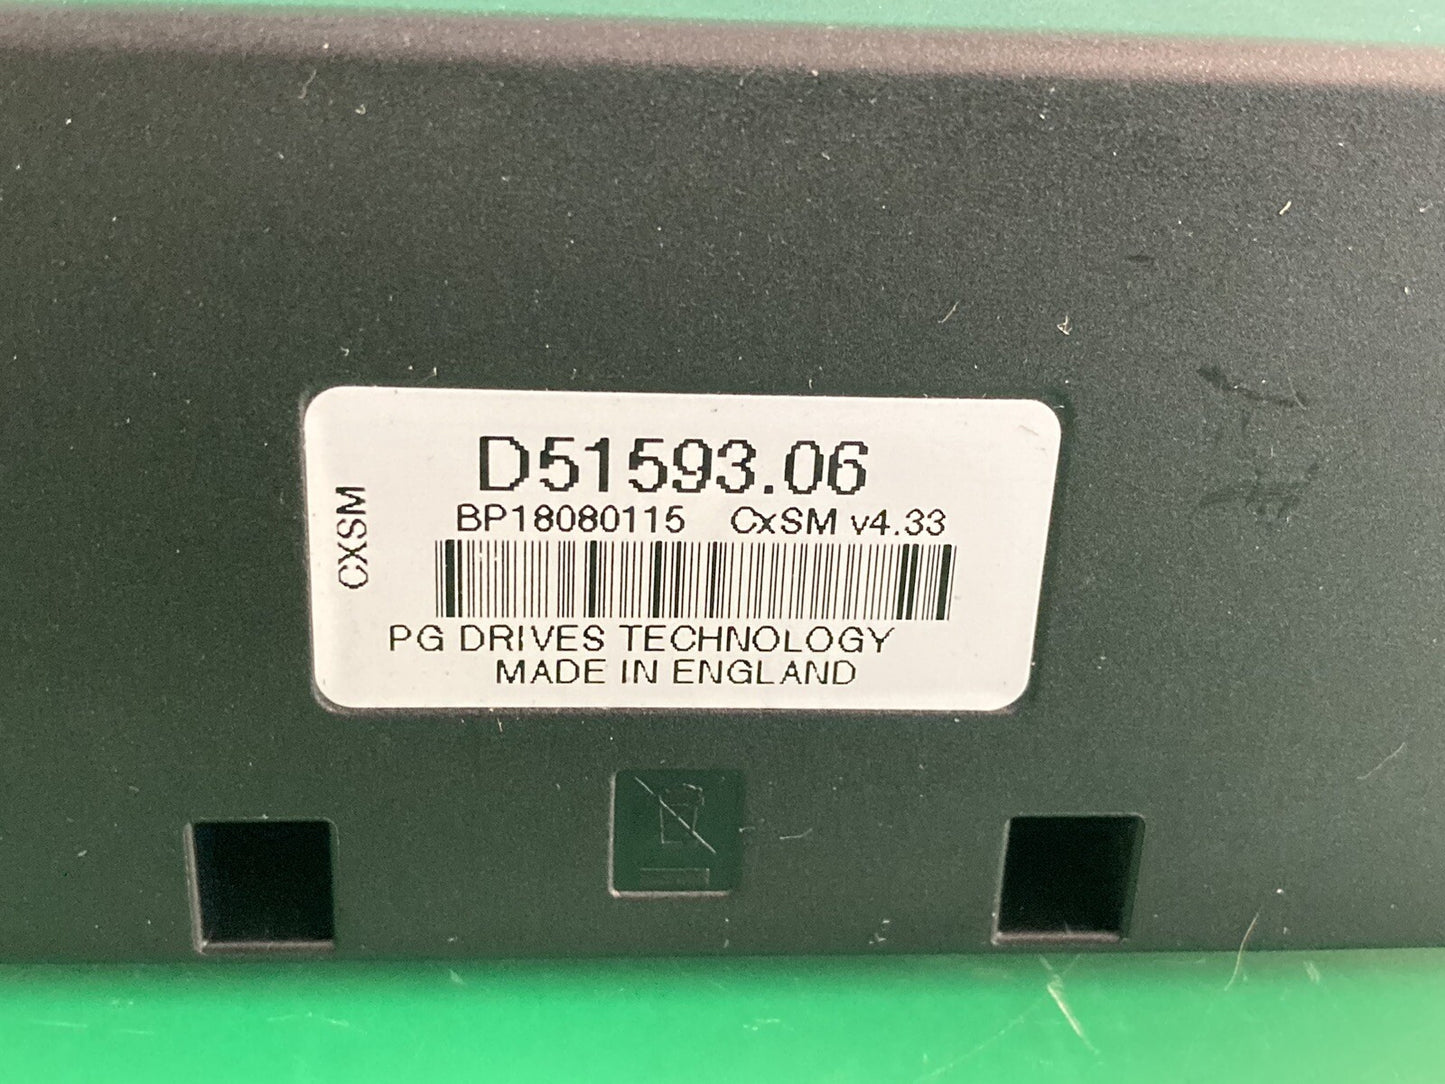 D51593.06
BP18080115 CxSM v4.33
CXSM
PG DRIVES TECHNOLOGY
MADE IN ENGLAND